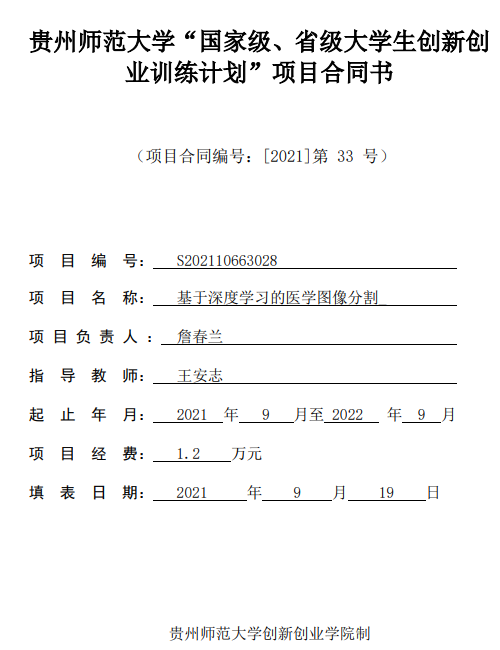 贵州师范大学“国家级、省级大学生创新创
业训练计划”项目合同书
（项目合同编号：[2021]第 33 号）
项 目 编 号： S202110663028
项 目 名 称： 基于深度学习的医学图像分割_
项 目 负 责 人 ： 詹春兰
指 导 教 师： 王安志
起 止 年 月： 2021 年 9 月至 2022 年 9 月
项 目 经 费： 1.2 万元
填 表 日 期： 2021 年 9 月 19 日
贵州师范大学创新创业学院制